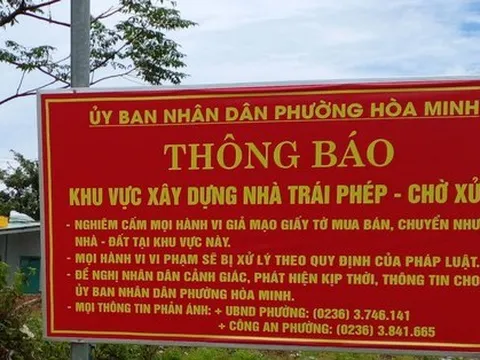 ỦY BAN NHÂN DÂN PHƯỜNG HÒA MINH
THÔNG BÁO
KHU VỰC XÂY DỰNG NHÀ TRÁI PHÉP - CHỜ XỬ
- NGHIÊM CẤM MỌI HÀNH VI GIẢ MẠO GIẤY TỜ MUA BÁN, CHUYỂN NHƯ
NHÀ - ĐẤT TẠI KHU VỰC NÀY.
- MỌI HÀNH VI VI PHẠM SẼ BỊ XỬ LÝ THEO QUY ĐỊNH CỦA PHÁP LUẬT.
- ĐỀ NGHỊ NHÂN DÂN CẢNH GIÁC, PHÁT HIỆN KỊP THỜI, THÔNG TIN CHO
ỦY BAN NHÂN DÂN PHƯỜNG HÒA MINH.
- MỌI THÔNG TIN PHẢN ÁNH: + UBND PHƯỜNG: (0236) 3.746.141
+ CÔNG AN PHƯỜNG: (0236) 3.841.665